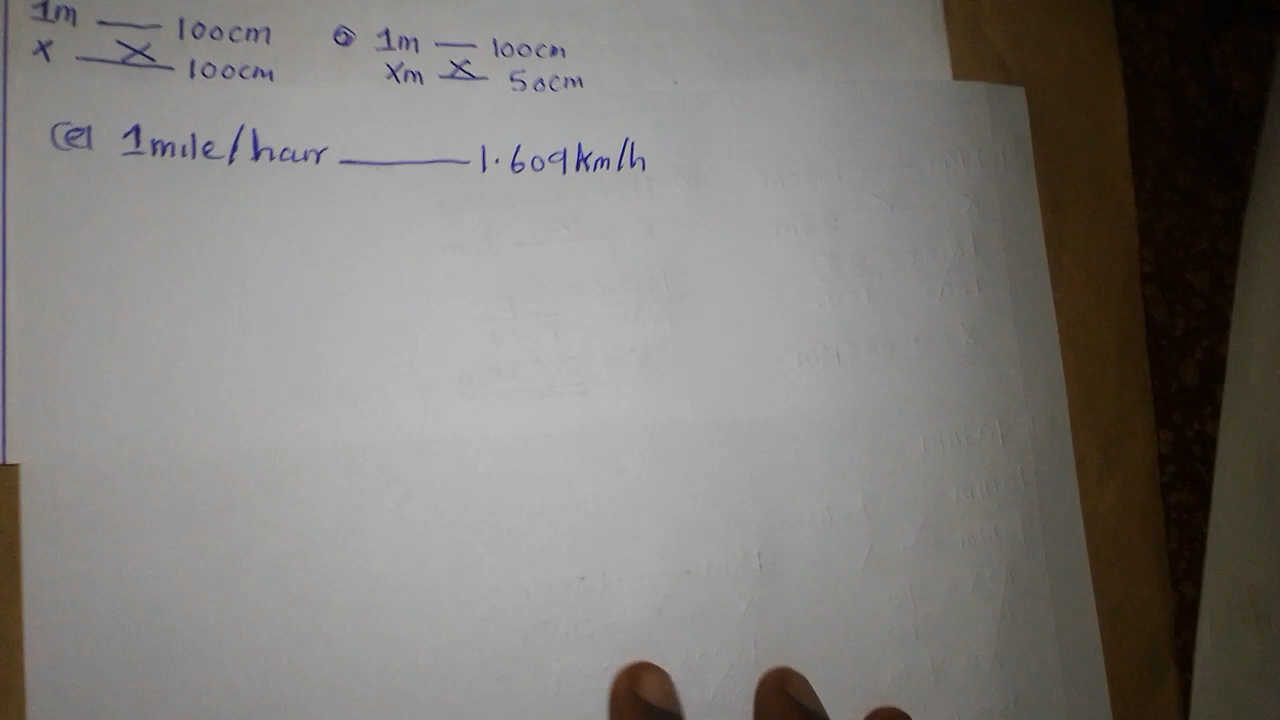 1m — 100cm
x — 100cm
1m — 100cm
xm — 50cm
(e) 1mile/hour — 1.609km/h